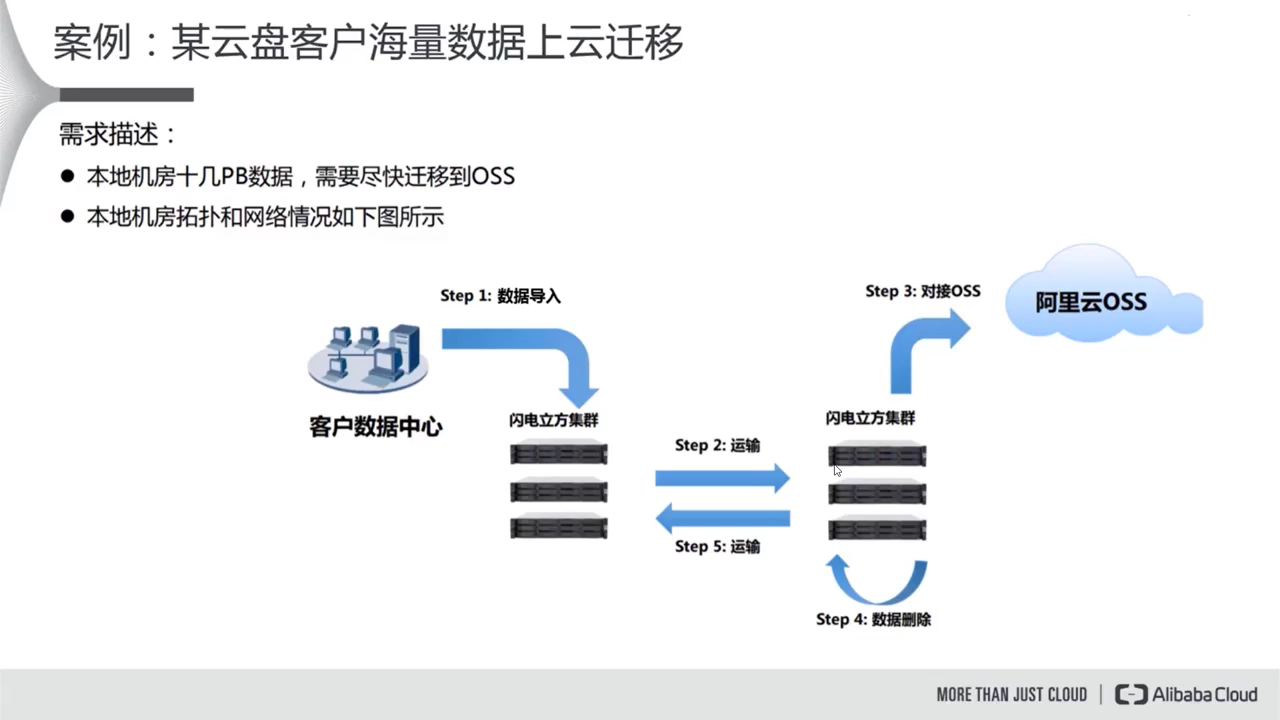 案例：某云盘客户海量数据上云迁移
需求描述：
● 本地机房十几PB数据，需要尽快迁移到OSS
● 本地机房拓扑和网络情况如下图所示
Step 1: 数据导入
Step 3: 对接OSS
阿里云OSS
客户数据中心
闪电立方集群
闪电立方集群
Step 2: 运输
Step 5: 运输
Step 4: 数据删除
MORE THAN JUST CLOUD | Alibaba Cloud